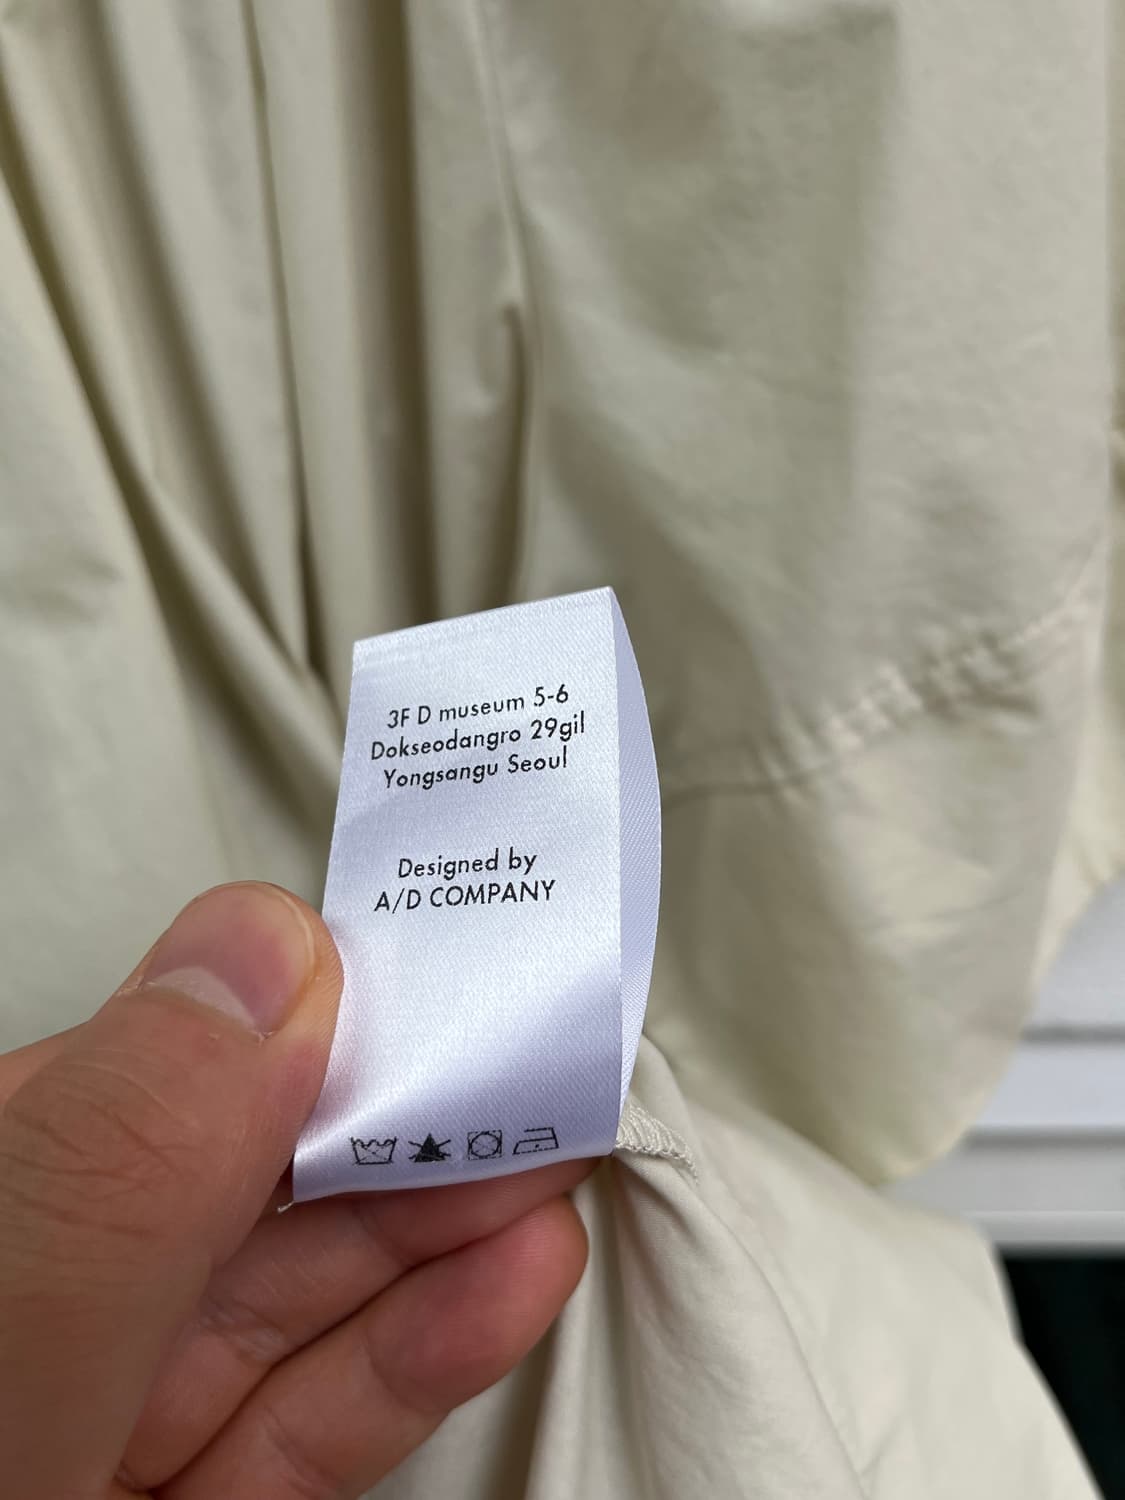 3F D museum 5-6
Dokseodangro 29gil
Yongsangu Seoul
Designed by
A/D COMPANY